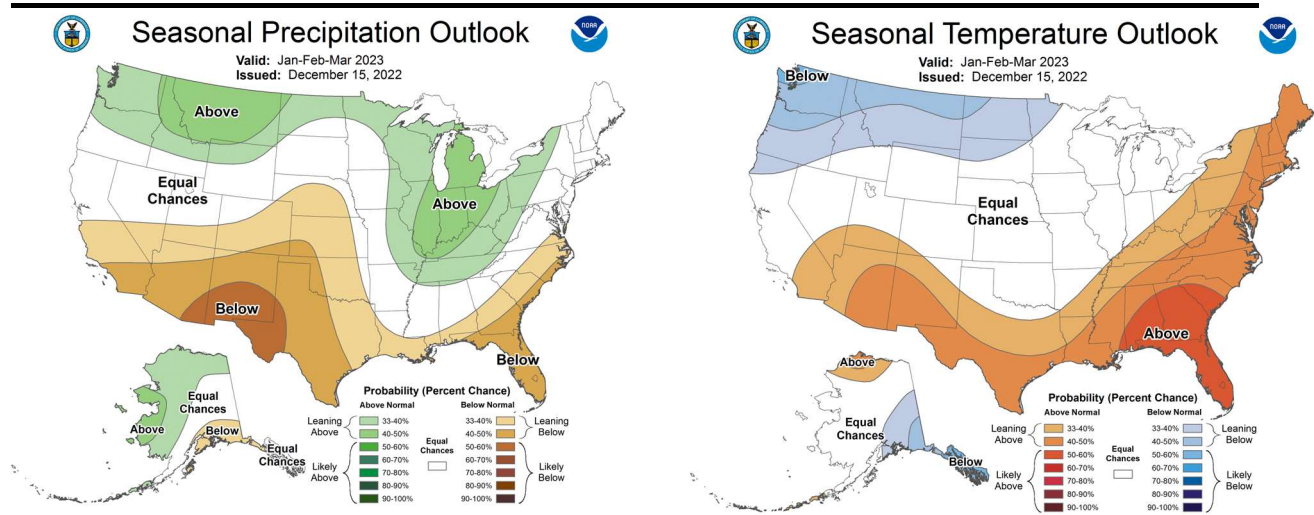 Seasonal Precipitation Outlook
NOAA
Valid: Jan-Feb-Mar 2023
Issued: December 15, 2022
Above
Equal
Chances
Above
Below
Below
Equal
Chances
Above
Below
Equal
Chances
Probability (Percent Chance)
Above Normal
Below Normal
Leaning
Above
Likely
Above
33-40%
40-50%
50-60%
60-70%
70-80%
80-90%
90-100%
Equal
Chances
33-40%
40-50%
50-60%
60-70%
70-80%
80-90%
90-100%
Leaning
Below
Likely
Below
Seasonal Temperature Outlook
NOAA
Valid: Jan-Feb-Mar 2023
Issued: December 15, 2022
Below
Equal
Chances
Above
Above
Equal
Chances
Below
Probability (Percent Chance)
Above Normal
Below Normal
Leaning
Above
Likely
Above
33-40%
40-50%
50-60%
60-70%
70-80%
80-90%
90-100%
Equal
Chances
33-40%
40-50%
50-60%
60-70%
70-80%
80-90%
90-100%
Leaning
Below
Likely
Below